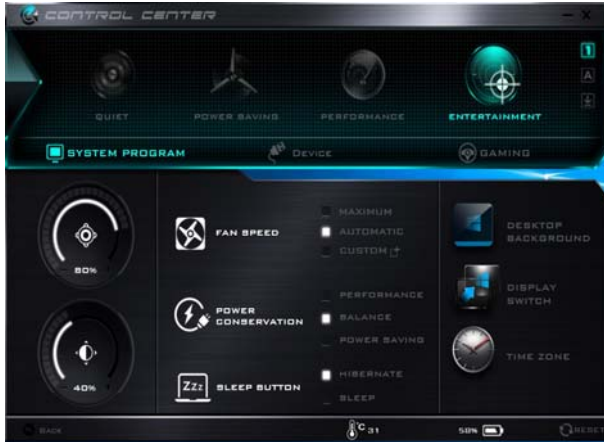 CONTROL CENTER
QUIET
POWER SAVING
PERFORMANCE
ENTERTAINMENT
1
A
SYSTEM PROGRAM
DEVICE
GAMING
80%
40%
FAN SPEED
MAXIMUM
AUTOMATIC
CUSTOM
POWER
CONSERVATION
PERFORMANCE
BALANCE
POWER SAVING
ZZZ
SLEEP BUTTON
HIBERNATE
SLEEP
DESKTOP
BACKGROUND
DISPLAY
SWITCH
TIME ZONE
BACK
°C 31
58%
RESET